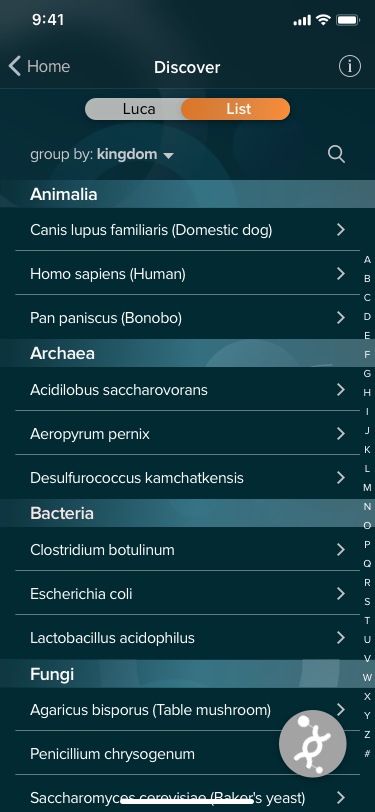 9:41
Home
Discover
Luca
List
group by: kingdom
Animalia
Canis lupus familiaris (Domestic dog)
Homo sapiens (Human)
Pan paniscus (Bonobo)
Archaea
Acidilobus saccharovorans
Aeropyrum pernix
Desulfurococcus kamchatkensis
Bacteria
Clostridium botulinum
Escherichia coli
Lactobacillus acidophilus
Fungi
Agaricus bisporus (Table mushroom)
Penicillium chrysogenum
Saccharomyces cerevisiae (Baker's yeast)
A
B
C
D
E
F
G
H
I
J
K
L
M
N
O
P
Q
R
S
T
U
V
W
X
Y
Z
#